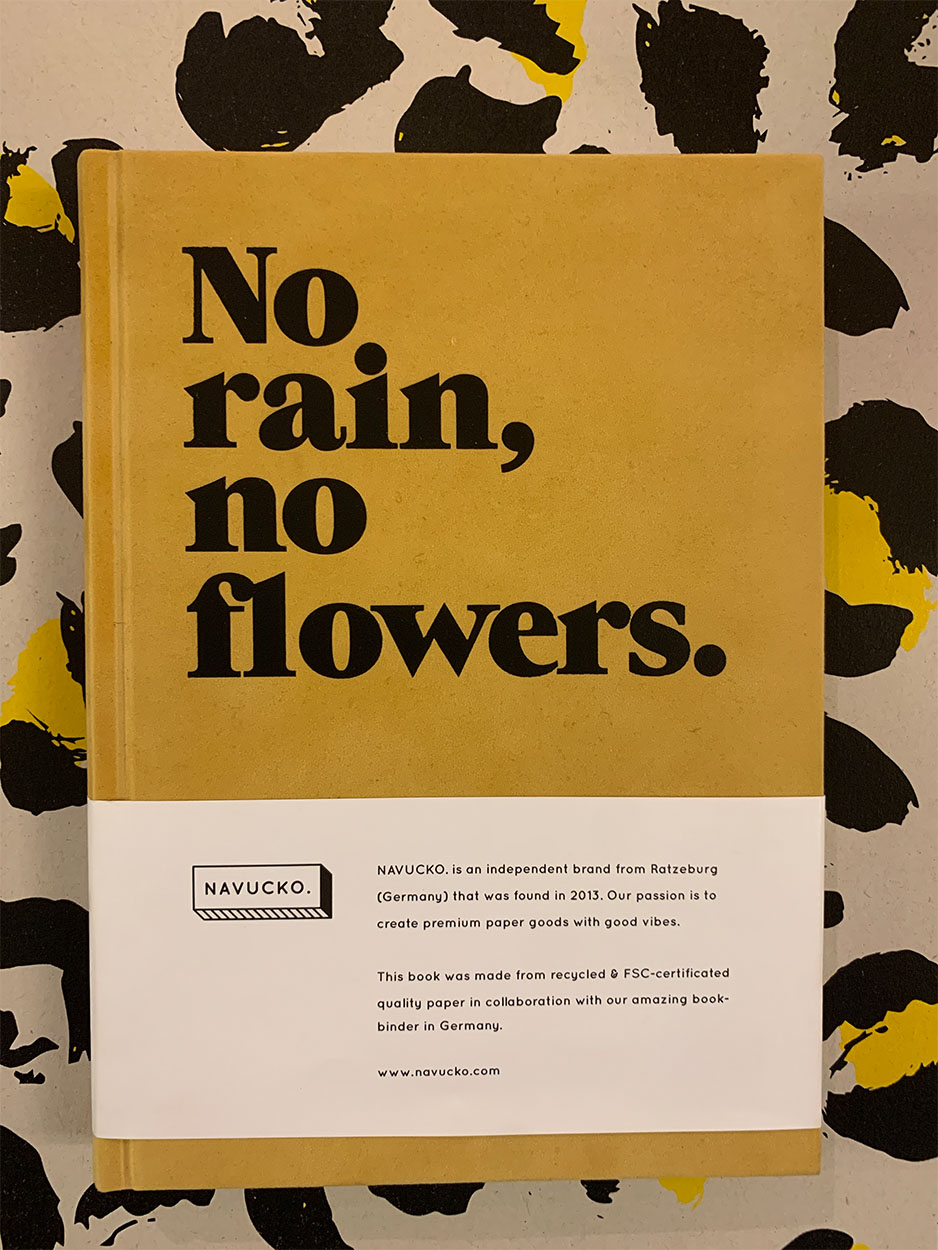 No
rain,
no
flowers.
NAVUCKO.
NAVUCKO. is an independent brand from Ratzeburg
(Germany) that was found in 2013. Our passion is to
create premium paper goods with good vibes.
This book was made from recycled & FSC-certificated
quality paper in collaboration with our amazing book-
binder in Germany.
www.navucko.com